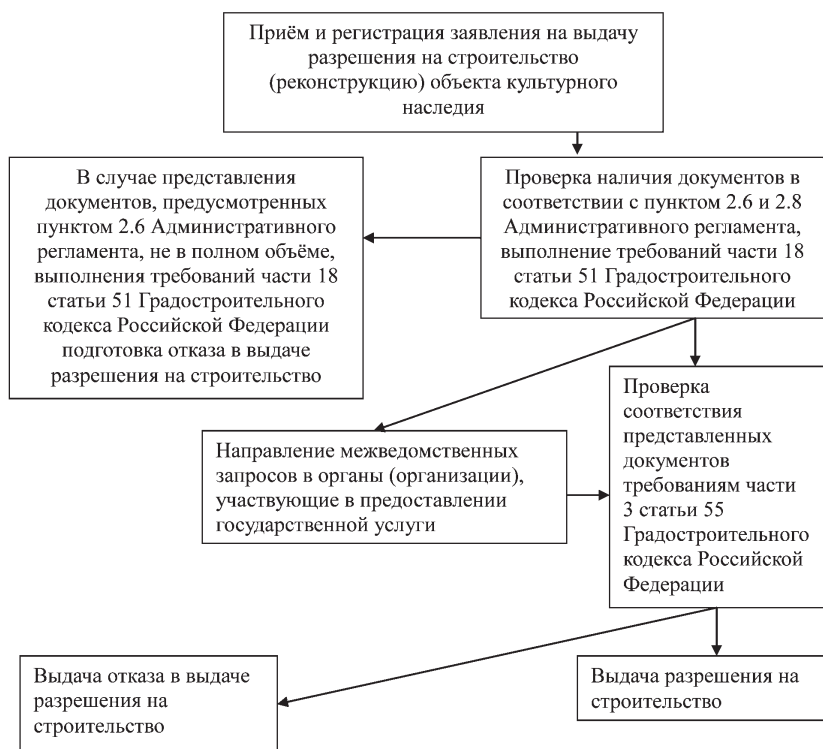 Приём и регистрация заявления на выдачу
разрешения на строительство
(реконструкцию) объекта культурного
наследия
В случае представления
документов, предусмотренных
пунктом 2.6 Административного
регламента, не в полном объёме,
выполнения требований части 18
статьи 51 Градостроительного
кодекса Российской Федерации
подготовка отказа в выдаче
разрешения на строительство
Проверка наличия документов в
соответствии с пунктом 2.6 и 2.8
Административного регламента,
выполнение требований части 18
статьи 51 Градостроительного
кодекса Российской Федерации
Направление межведомственных
запросов в органы (организации),
участвующие в предоставлении
государственной услуги
Проверка
соответствия
представленных
документов
требованиям части
3 статьи 55
Градостроительного
кодекса Российской
Федерации
Выдача отказа в выдаче
разрешения на
строительство
Выдача разрешения на
строительство